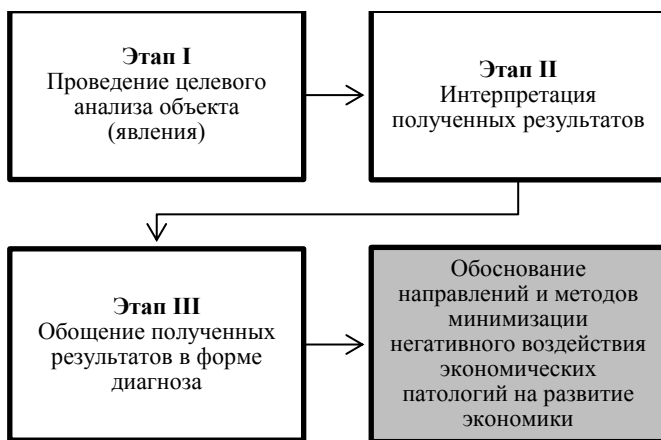 Этап I
Проведение целевого
анализа объекта
(явления)
Этап II
Интерпретация
полученных результатов
Этап III
Обощение полученных
результатов в форме
диагноза
Обоснование
направлений и методов
минимизации
негативного воздействия
экономических
патологий на развитие
экономики